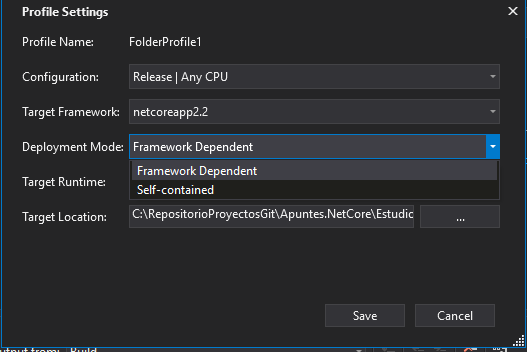 Profile Settings
Profile Name: FolderProfile1
Configuration: Release | Any CPU
Target Framework: netcoreapp2.2
Deployment Mode: Framework Dependent
Framework Dependent
Target Runtime: Self-contained
Target Location: C:\RepositorioProyectosGit\Apuntes.NetCore\Estudic ...
Save Cancel
from: Build